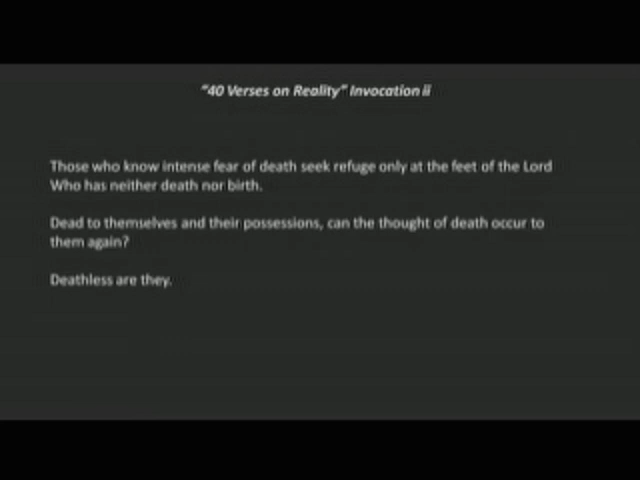 "40 Verses on Reality" Invocation ii
Those who know intense fear of death seek refuge only at the feet of the Lord
Who has neither death nor birth.
Dead to themselves and their possessions, can the thought of death occur to
them again?
Deathless are they.